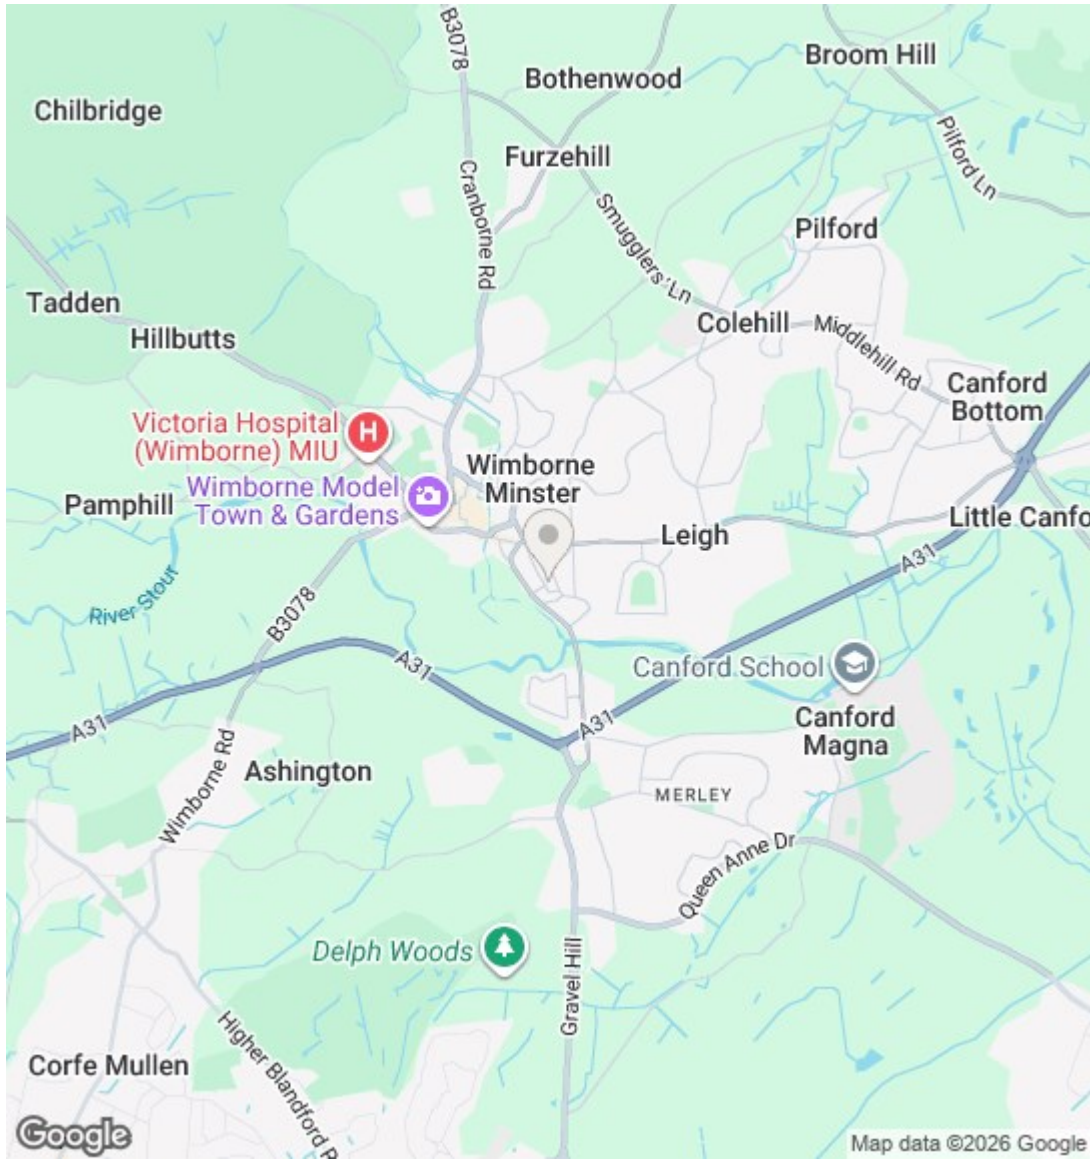 B3078
Broom Hill
Bothenwood
Chilbridge
Pilford Ln
Furzehill
Cranborne Rd
Smugglers' Ln
Pilford
Tadden
Hillbutts
Colehill
Middlehill Rd
Canford
Bottom
Victoria Hospital
(Wimborne) MIU
H
Wimborne
Minster
Wimborne Model
Town & Gardens
Pamphill
Leigh
Little Canfo
A31
River Stour
B3078
A31
Canford School
A31
A31
Canford
Magna
Ashington
Wimborne Rd
MERLEY
Queen Anne Dr
Delph Woods
Gravel Hill
Corfe Mullen
Higher Blandford R
Google
Map data ©2026 Google